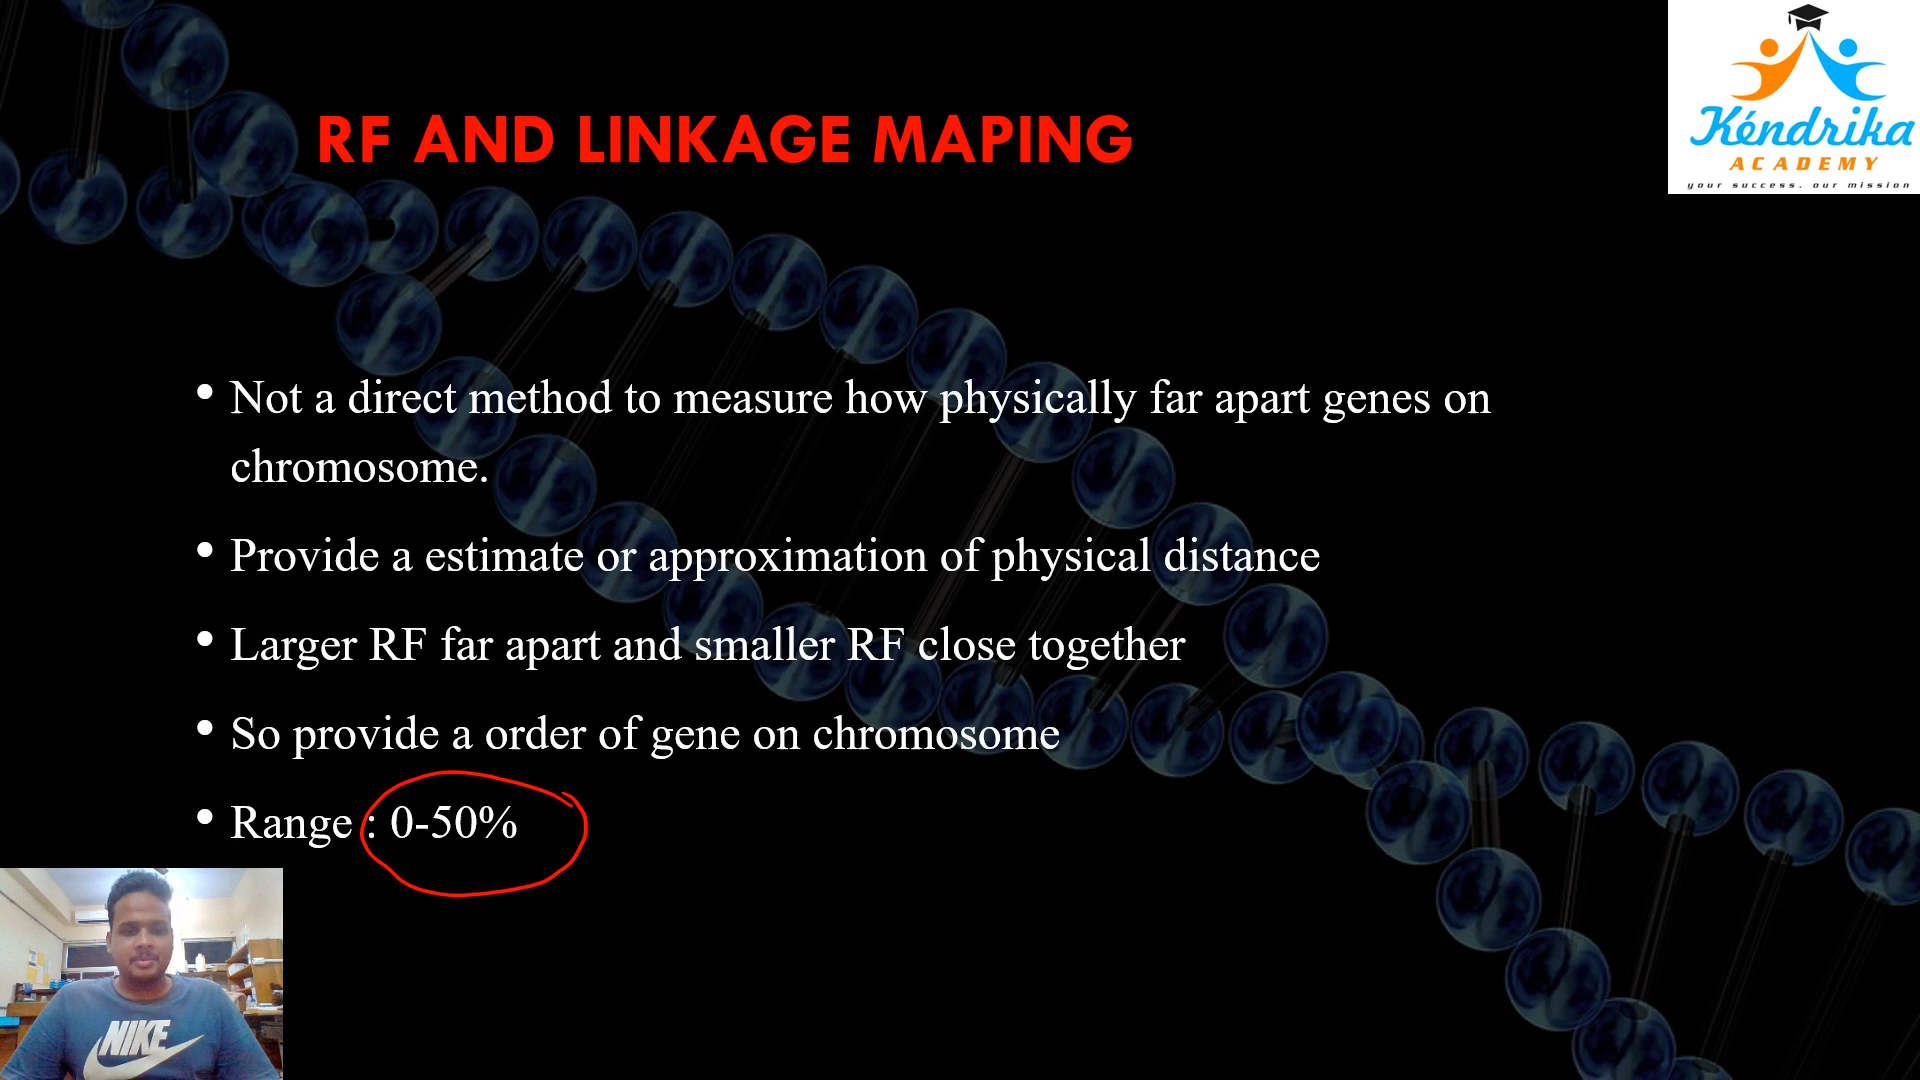 RF AND LINKAGE MAPING
Kéndrika
ACADEMY
your success. our mission
• Not a direct method to measure how physically far apart genes on
chromosome.
• Provide a estimate or approximation of physical distance
• Larger RF far apart and smaller RF close together
• So provide a order of gene on chromosome
• Range : 0-50%
NIKE